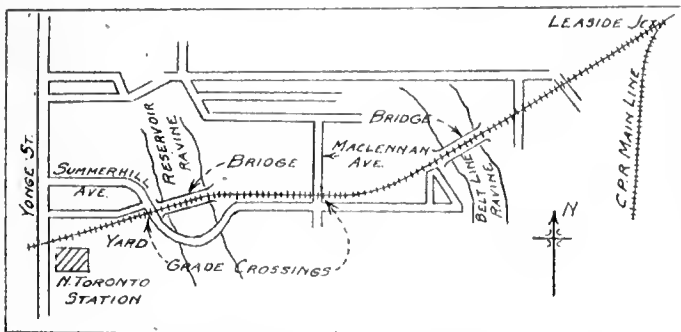 LEASIDE JCT.
BRIDGE
MACLENNAN
AVE.
RESERVOIR
RAVINE
BRIDGE
SUMMERHILL
AVE.
YONGE ST.
BELT LINE
RAVINE
C.P.R. MAIN LINE
N
YARD
GRADE CROSSINGS
N. TORONTO
STATION